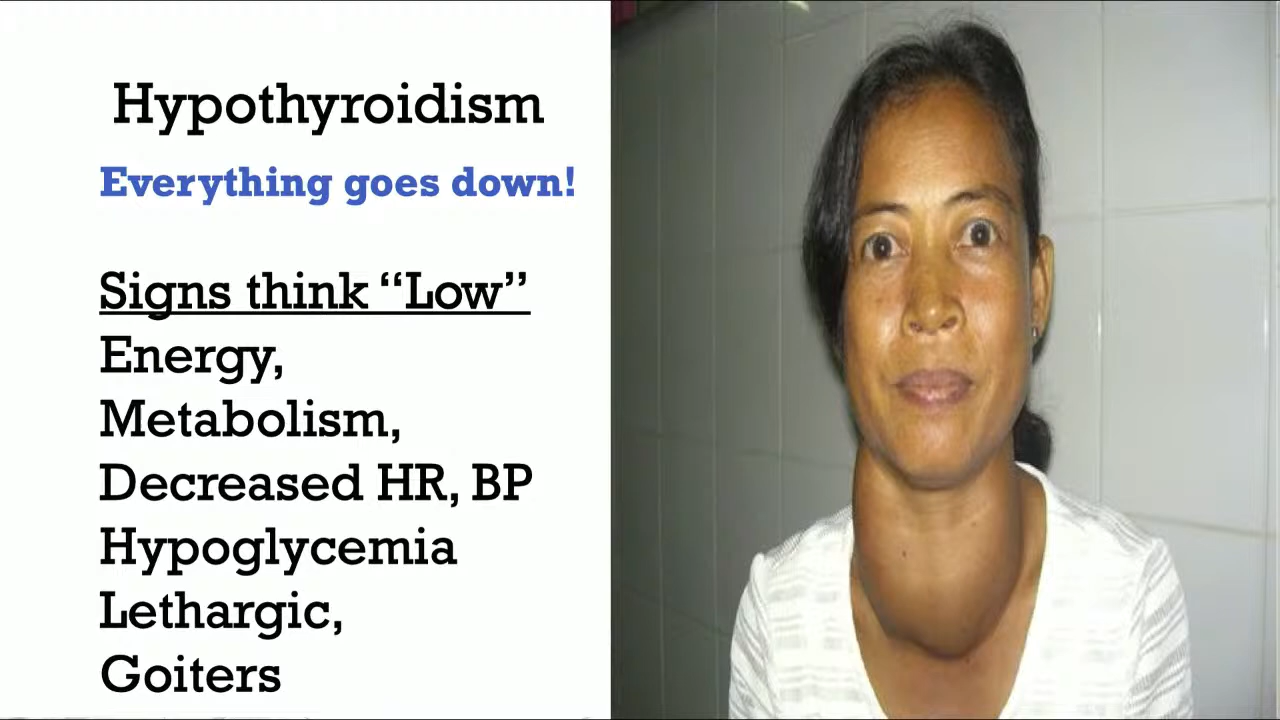 Hypothyroidism
Everything goes down!
Signs think “Low”
Energy,
Metabolism,
Decreased HR, BP
Hypoglycemia
Lethargic,
Goiters